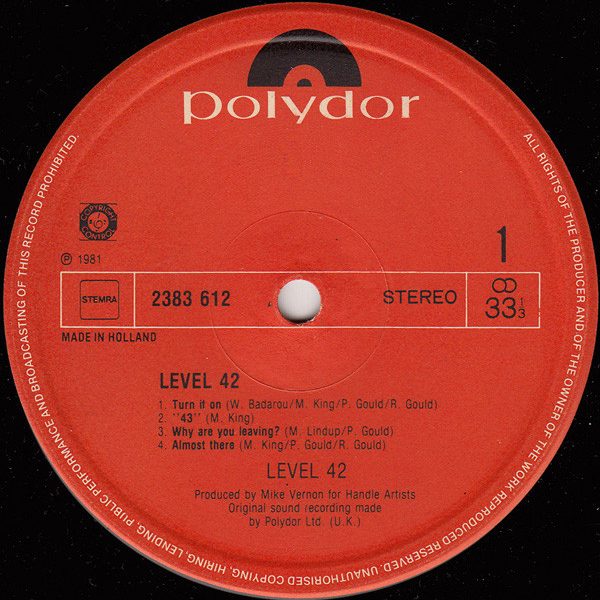 polydor
ALL RIGHTS OF THE PRODUCER AND OF THE OWNER OF THE WORK REPRODUCED RESERVED. UNAUTHORISED COPYING, HIRING, LENDING, PUBLIC PERFORMANCE AND BROADCASTING OF THIS RECORD PROHIBITED.
COPYRIGHT
CONTROL
℗ 1981
1
STEMRA
2383 612
STEREO
33 1/3
MADE IN HOLLAND
LEVEL 42
1. Turn it on (W. Badarou/M. King/P. Gould/R. Gould)
2. "43" (M. King)
3. Why are you leaving? (M. Lindup/P. Gould)
4. Almost there (M. King/P. Gould/R. Gould)
LEVEL 42
Produced by Mike Vernon for Handle Artists
Original sound recording made
by Polydor Ltd. (U.K.)